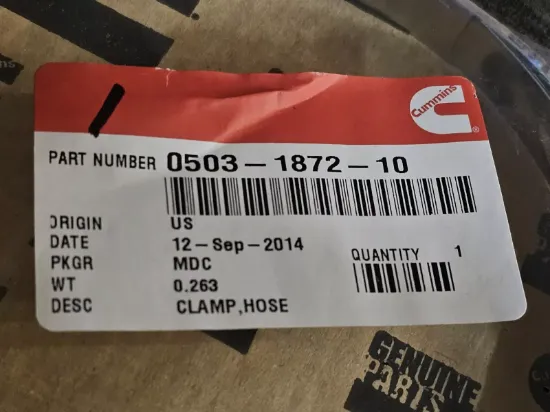 Cummins
PART NUMBER 0503-1872-10
ORIGIN US
DATE 12-Sep-2014
PKGR MDC
WT 0.263
DESC CLAMP,HOSE
QUANTITY 1
GENUINE
PARTS